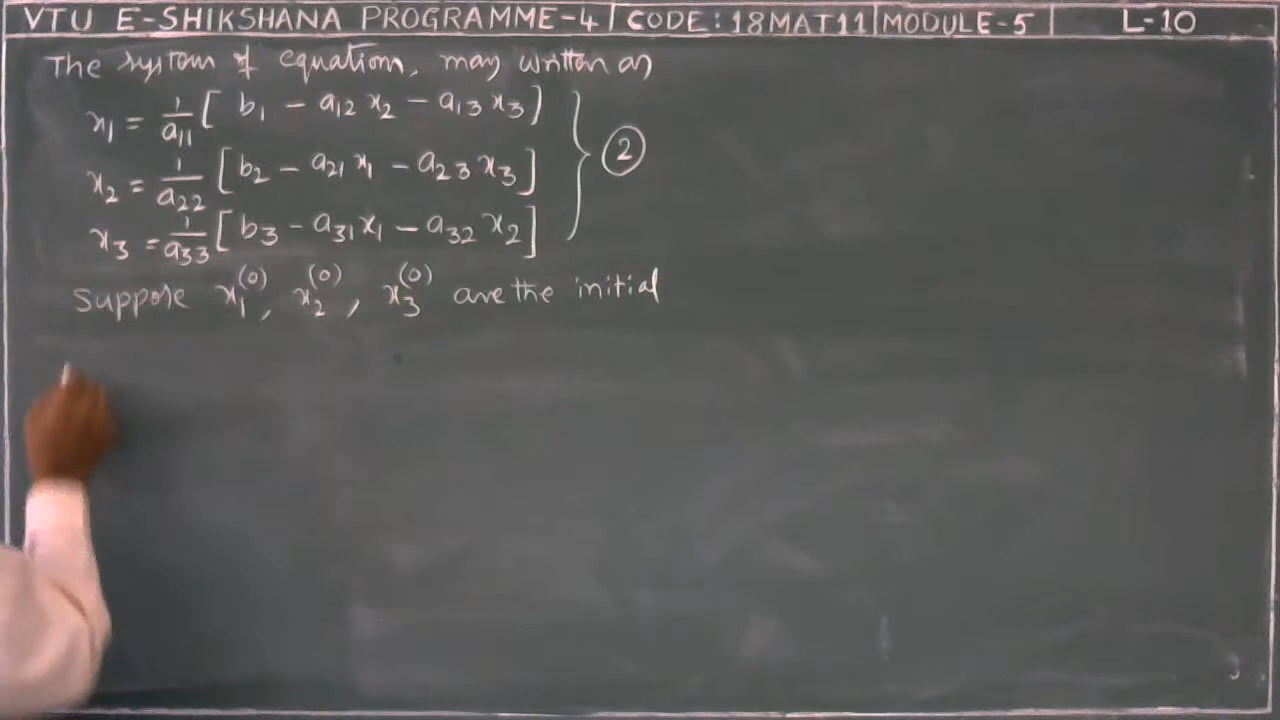 VTU E-SHIKSHANA PROGRAMME-4 | CODE: 18MAT11 | MODULE-5 | L-10
The system of equation, may written as
x₁ = 1/a₁₁ [ b₁ - a₁₂ x₂ - a₁₃ x₃ ]
x₂ = 1/a₂₂ [ b₂ - a₂₁ x₁ - a₂₃ x₃ ] } ②
x₃ = 1/a₃₃ [ b₃ - a₃₁ x₁ - a₃₂ x₂ ]
Suppose x₁⁽⁰⁾, x₂⁽⁰⁾, x₃⁽⁰⁾ are the initial